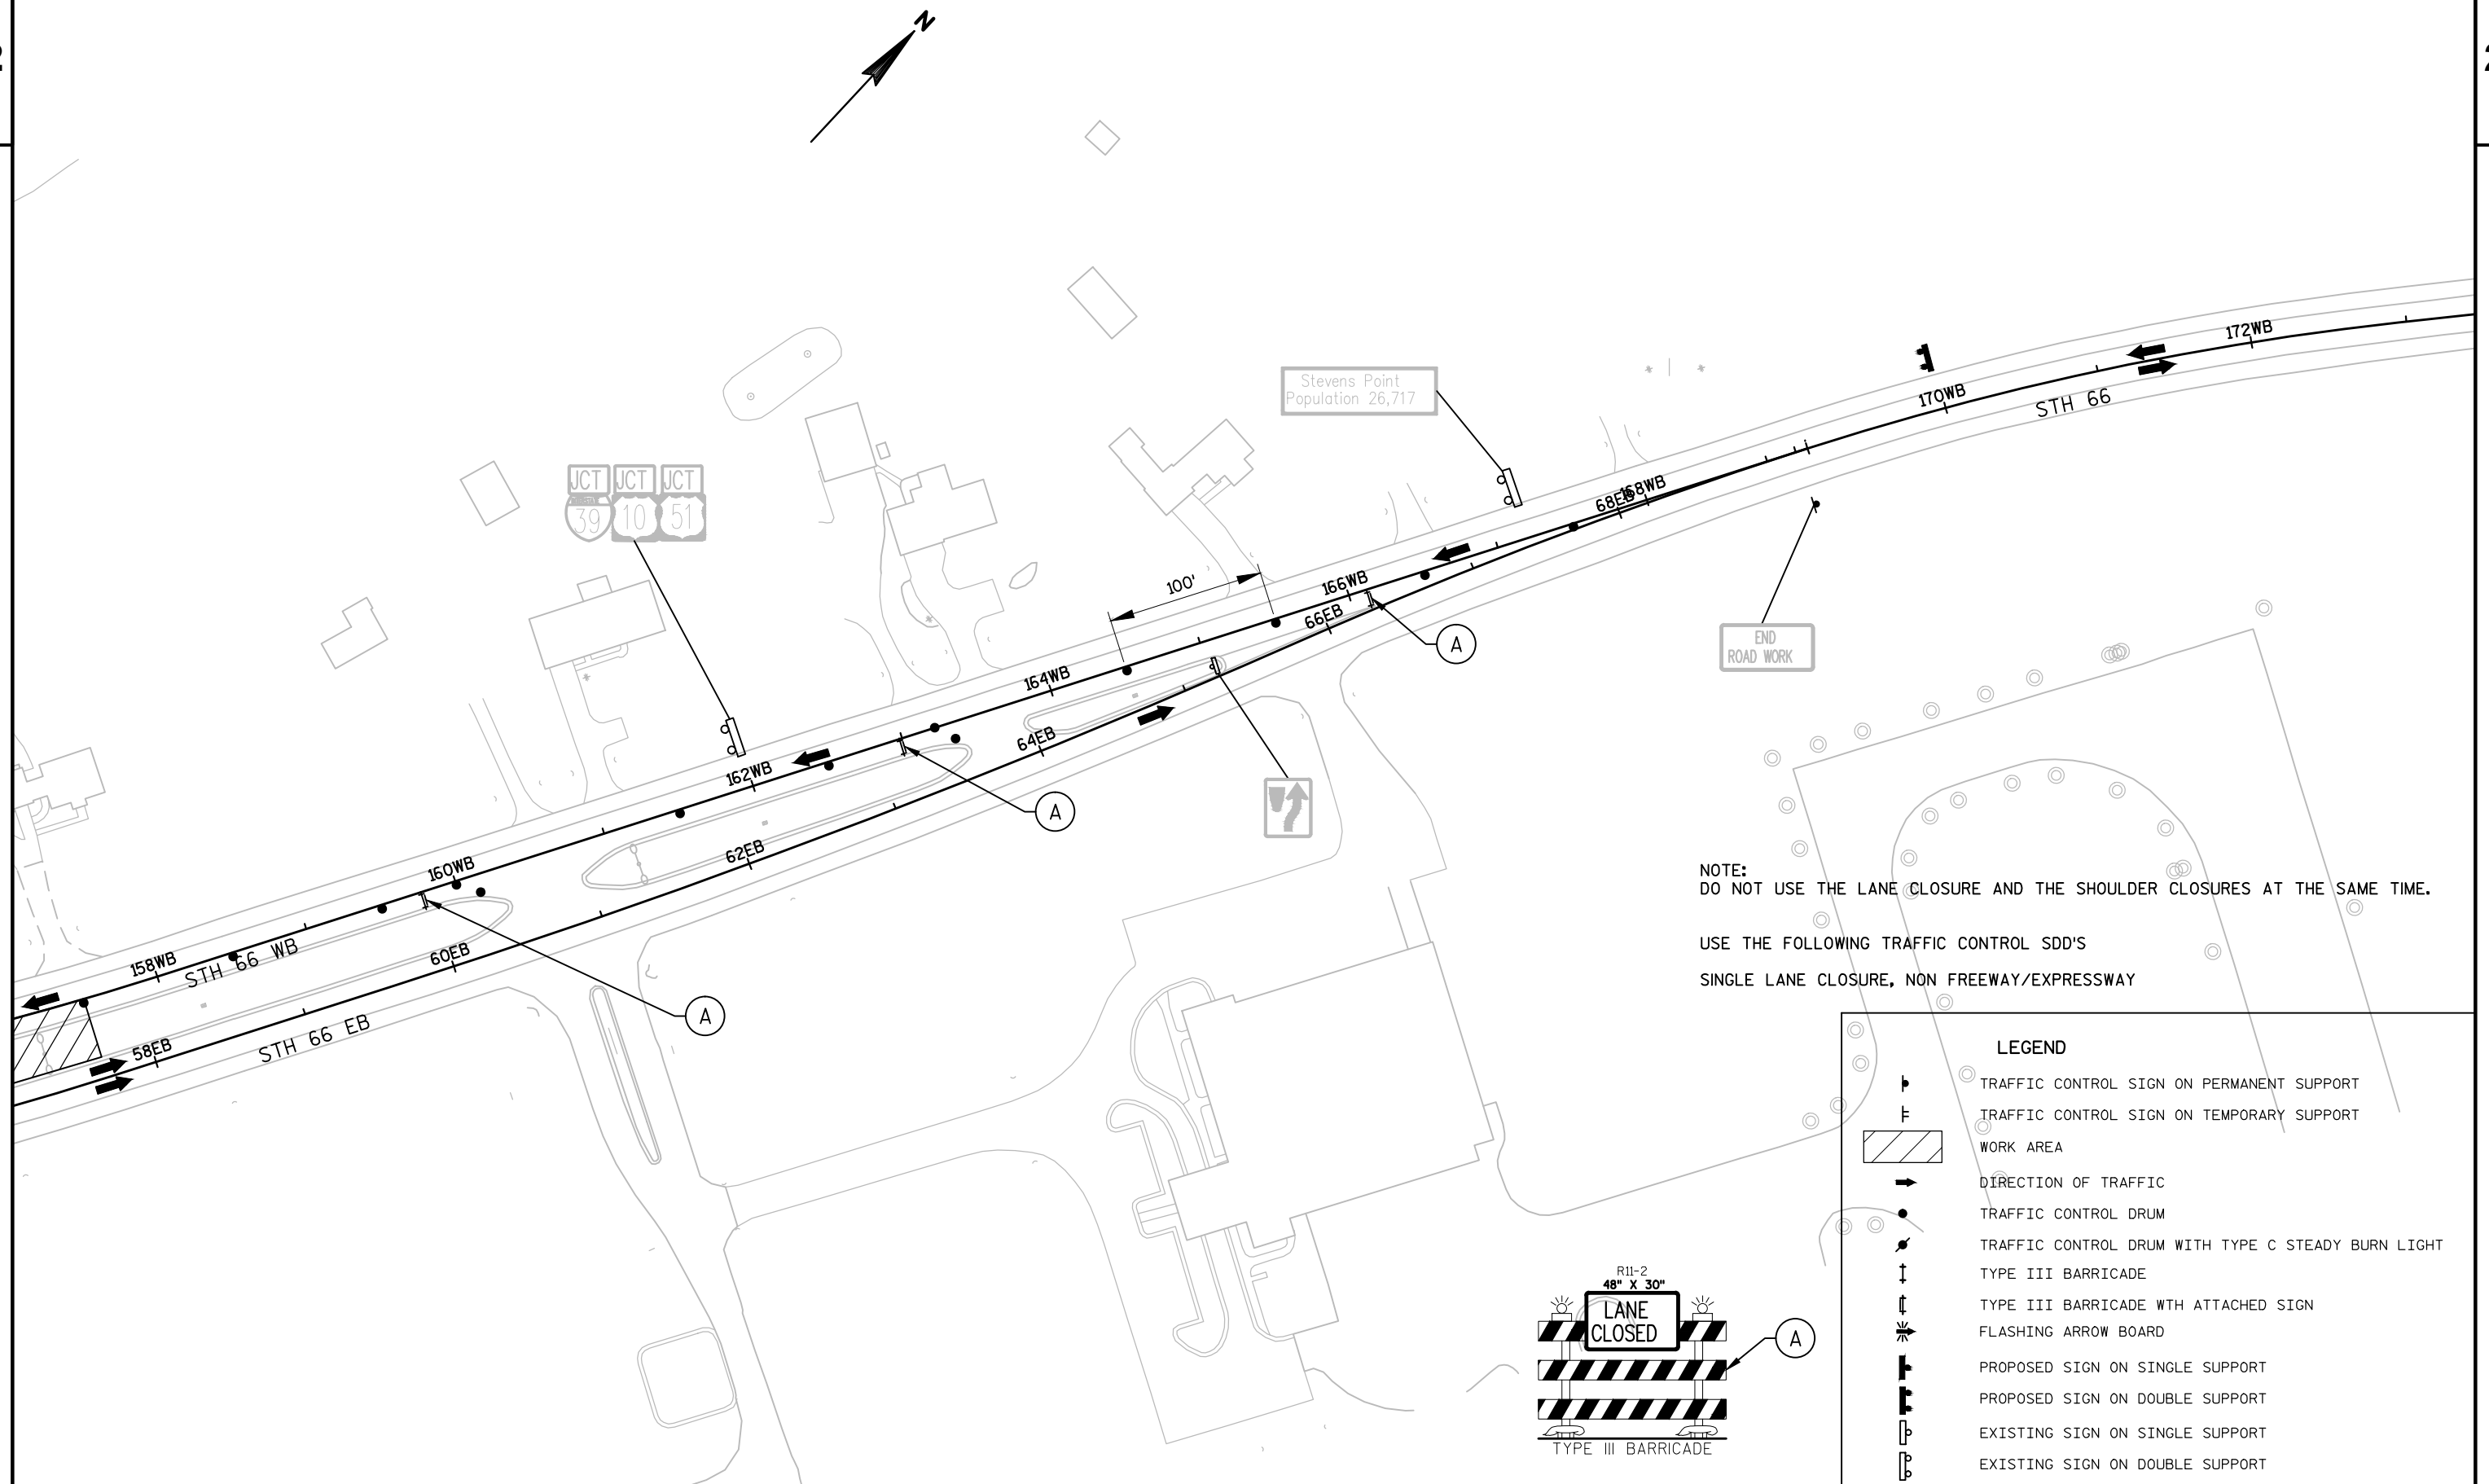 N
Stevens Point
Population 26,717
172WB
170WB
STH 66
JCT JCT JCT
39 10 51
68EB
168WB
100'
166WB
66EB
A
END
ROAD WORK
164WB
64EB
162WB
A
62EB
160WB
NOTE:
DO NOT USE THE LANE CLOSURE AND THE SHOULDER CLOSURES AT THE SAME TIME.
USE THE FOLLOWING TRAFFIC CONTROL SDD'S
SINGLE LANE CLOSURE, NON FREEWAY/EXPRESSWAY
158WB
STH 66 WB
60EB
A
58EB
STH 66 EB
LEGEND
TRAFFIC CONTROL SIGN ON PERMANENT SUPPORT
TRAFFIC CONTROL SIGN ON TEMPORARY SUPPORT
WORK AREA
DIRECTION OF TRAFFIC
TRAFFIC CONTROL DRUM
TRAFFIC CONTROL DRUM WITH TYPE C STEADY BURN LIGHT
TYPE III BARRICADE
TYPE III BARRICADE WTH ATTACHED SIGN
FLASHING ARROW BOARD
PROPOSED SIGN ON SINGLE SUPPORT
PROPOSED SIGN ON DOUBLE SUPPORT
EXISTING SIGN ON SINGLE SUPPORT
EXISTING SIGN ON DOUBLE SUPPORT
R11-2
48" X 30"
LANE
CLOSED
A
TYPE III BARRICADE